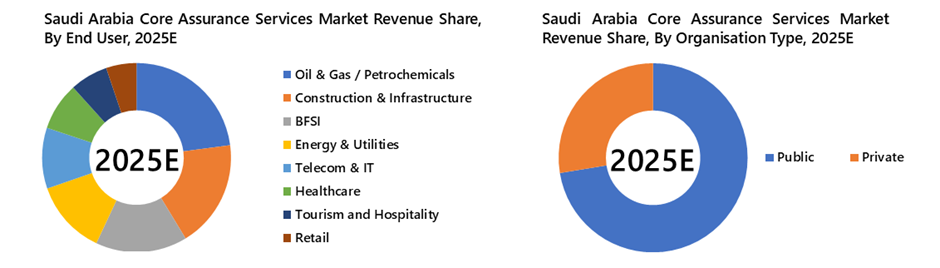 Saudi Arabia Core Assurance Services Market Revenue Share,
By End User, 2025E
2025E
Oil & Gas / Petrochemicals
Construction & Infrastructure
BFSI
Energy & Utilities
Telecom & IT
Healthcare
Tourism and Hospitality
Retail
Saudi Arabia Core Assurance Services Market
Revenue Share, By Organisation Type, 2025E
2025E
Public
Private